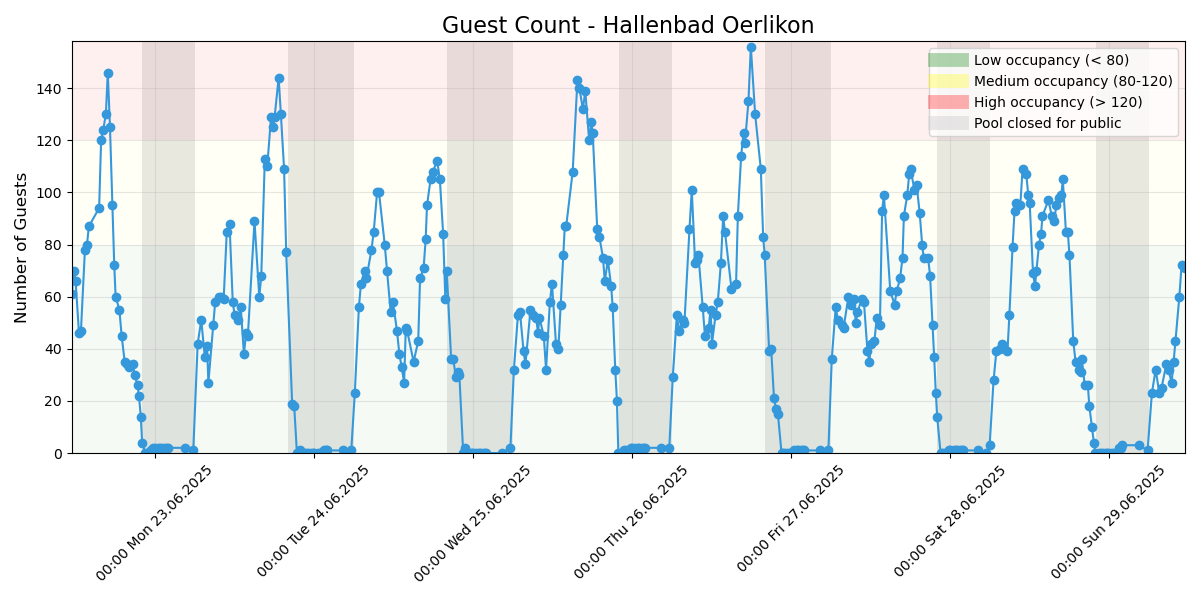 Guest Count - Hallenbad Oerlikon
Number of Guests
140
120
100
80
60
40
20
0
Low occupancy (< 80)
Medium occupancy (80-120)
High occupancy (> 120)
Pool closed for public
00:00 Mon 23.06.2025
00:00 Tue 24.06.2025
00:00 Wed 25.06.2025
00:00 Thu 26.06.2025
00:00 Fri 27.06.2025
00:00 Sat 28.06.2025
00:00 Sun 29.06.2025